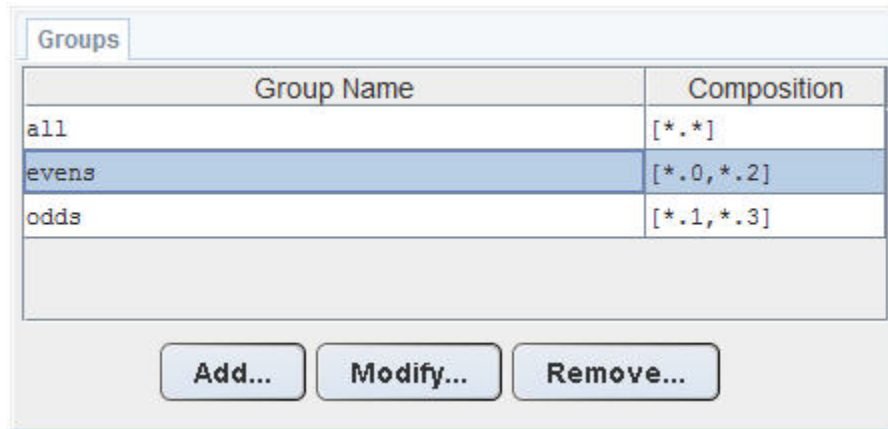 Groups
Group Name Composition
all [*.*]
evens [*.0,*.2]
odds [*.1,*.3]
Add... Modify... Remove...